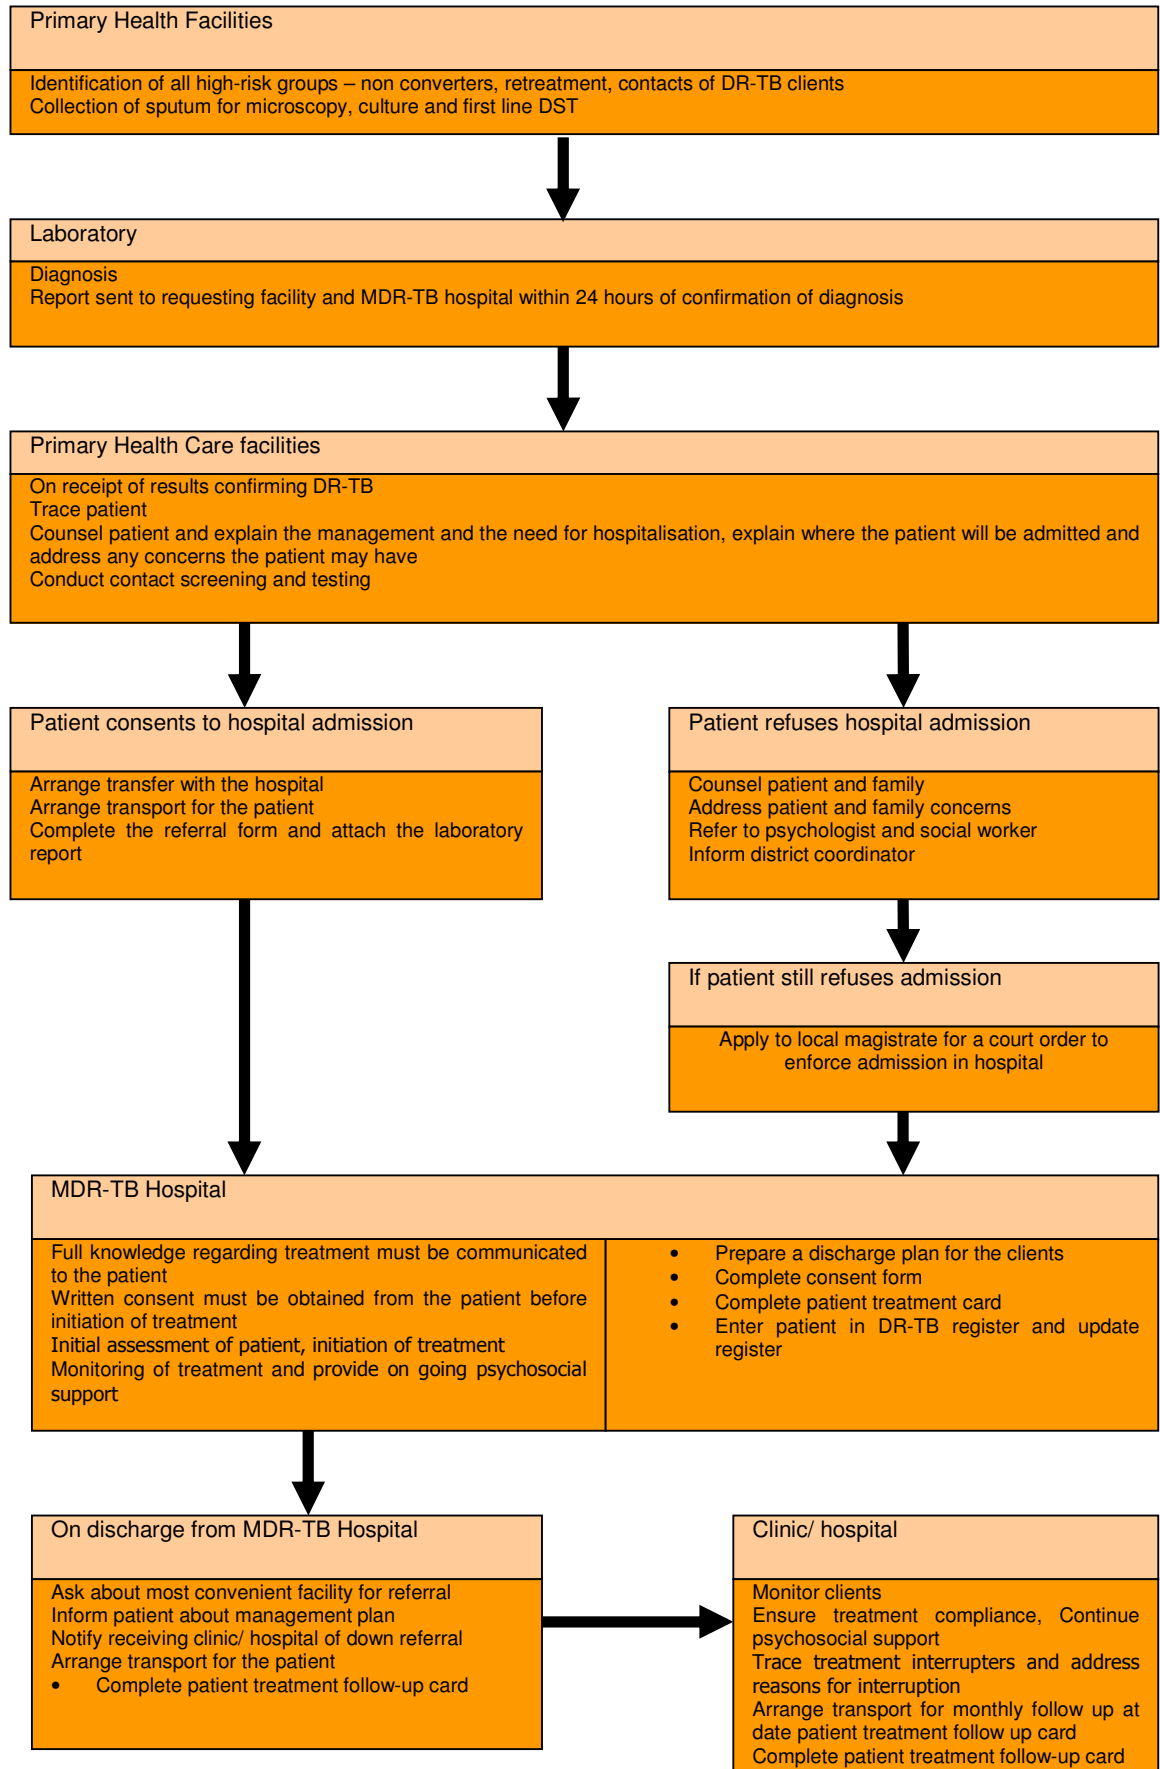 Primary Health Facilities
Identification of all high-risk groups – non converters, retreatment, contacts of DR-TB clients
Collection of sputum for microscopy, culture and first line DST
Laboratory
Diagnosis
Report sent to requesting facility and MDR-TB hospital within 24 hours of confirmation of diagnosis
Primary Health Care facilities
On receipt of results confirming DR-TB
Trace patient
Counsel patient and explain the management and the need for hospitalisation, explain where the patient will be admitted and
address any concerns the patient may have
Conduct contact screening and testing
Patient consents to hospital admission
Arrange transfer with the hospital
Arrange transport for the patient
Complete the referral form and attach the laboratory
report
Patient refuses hospital admission
Counsel patient and family
Address patient and family concerns
Refer to psychologist and social worker
Inform district coordinator
If patient still refuses admission
Apply to local magistrate for a court order to
enforce admission in hospital
MDR-TB Hospital
Full knowledge regarding treatment must be communicated
to the patient
Written consent must be obtained from the patient before
initiation of treatment
Initial assessment of patient, initiation of treatment
Monitoring of treatment and provide on going psychosocial
support
• Prepare a discharge plan for the clients
• Complete consent form
• Complete patient treatment card
• Enter patient in DR-TB register and update
register
On discharge from MDR-TB Hospital
Ask about most convenient facility for referral
Inform patient about management plan
Notify receiving clinic/ hospital of down referral
Arrange transport for the patient
• Complete patient treatment follow-up card
Clinic/ hospital
Monitor clients
Ensure treatment compliance, Continue
psychosocial support
Trace treatment interrupters and address
reasons for interruption
Arrange transport for monthly follow up at
date patient treatment follow up card
Complete patient treatment follow-up card